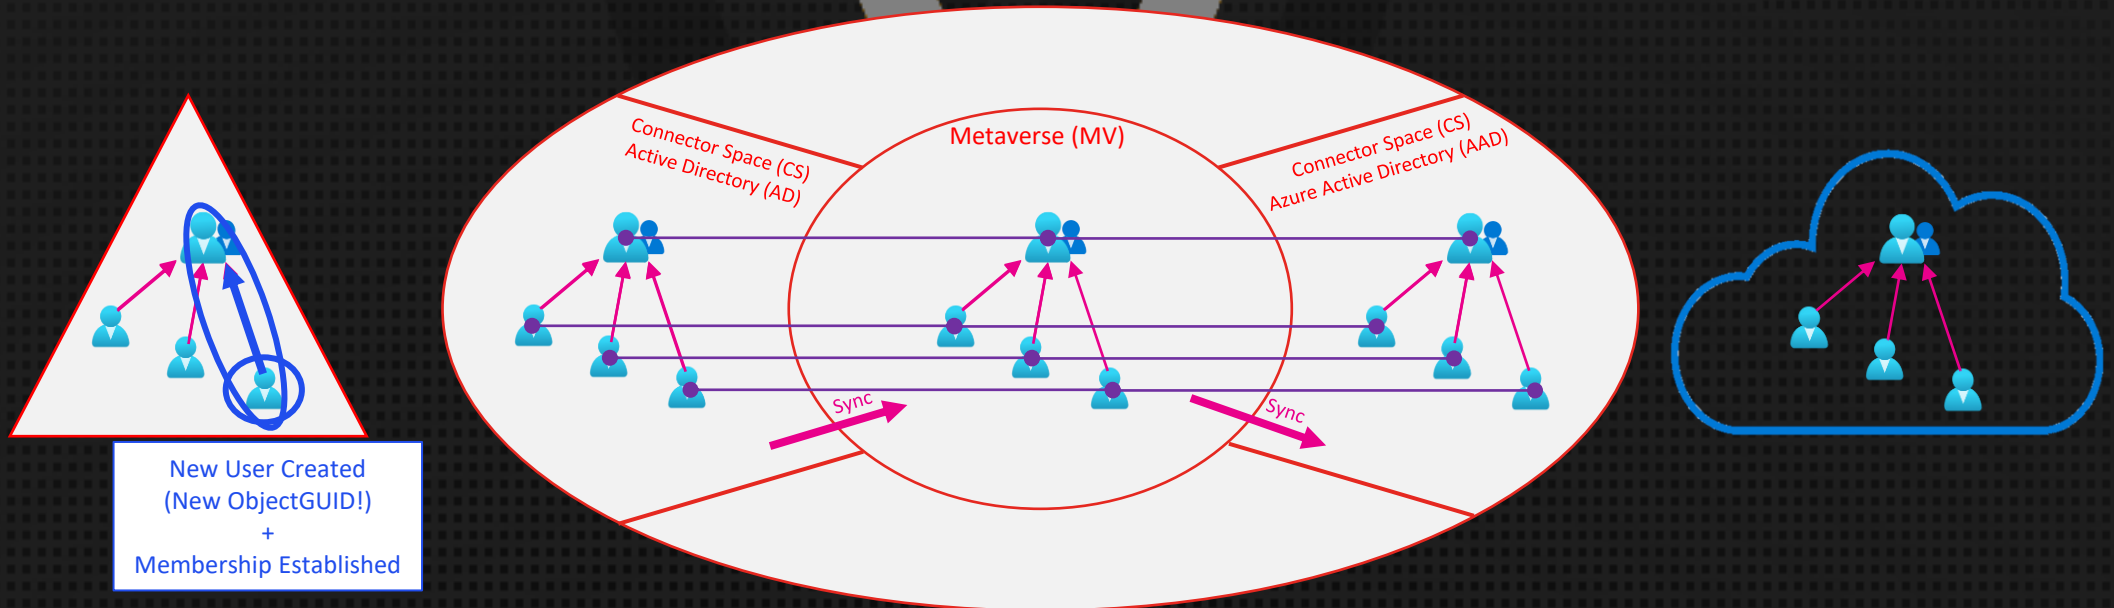 New User Created
(New ObjectGUID!)
+
Membership Established
Connector Space (CS)
Active Directory (AD)
Metaverse (MV)
Connector Space (CS)
Azure Active Directory (AAD)
Sync
Sync